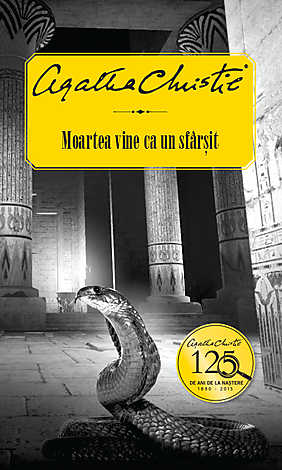 Agatha Christie
Moartea vine ca un sfârșit
Agatha Christie
125
DE ANI DE LA NAȘTERE
1890 - 2015